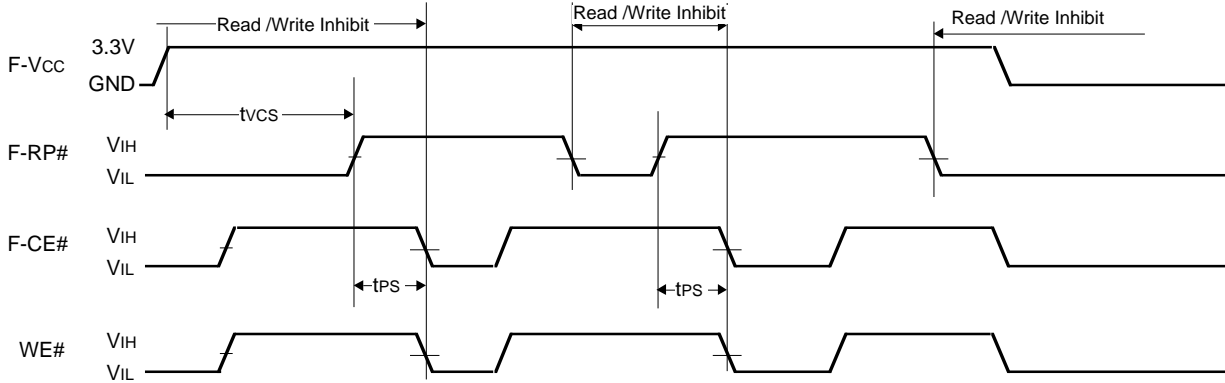 Read /Write Inhibit
Read /Write Inhibit
Read /Write Inhibit
F-VCC
3.3V
GND
tVCS
F-RP#
VIH
VIL
F-CE#
VIH
VIL
tPS
tPS
WE#
VIH
VIL